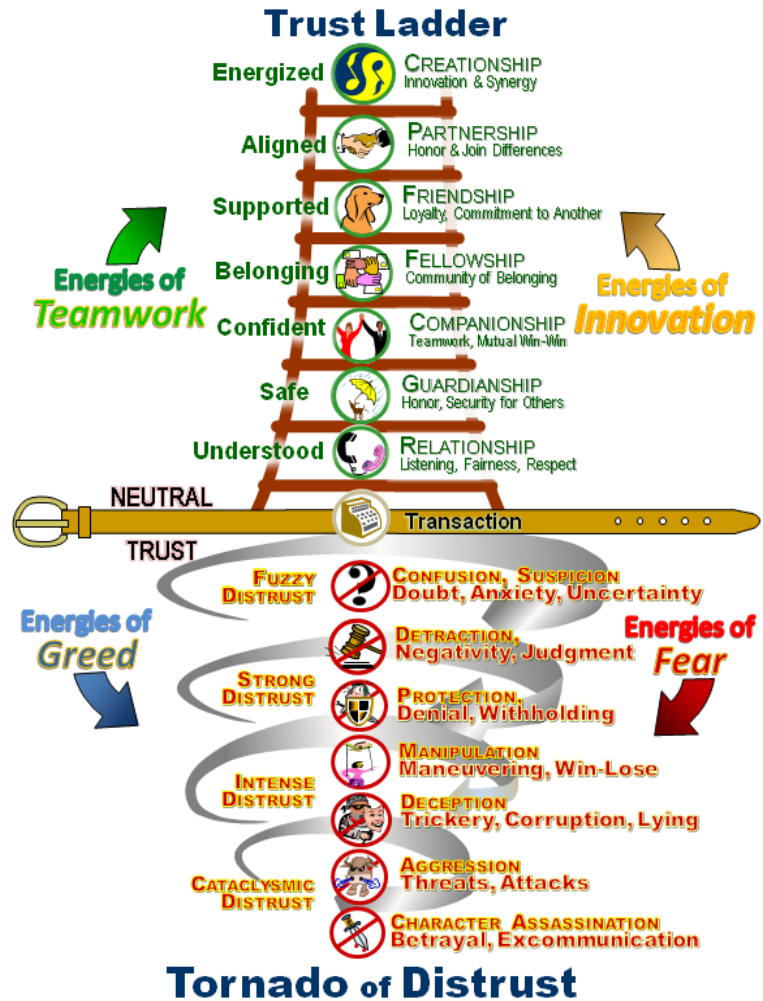 Trust Ladder
Energized
CREATIONSHIP
Innovation & Synergy
Aligned
PARTNERSHIP
Honor & Join Differences
Supported
FRIENDSHIP
Loyalty, Commitment to Another
Energies of
Teamwork
Energies of
Innovation
Belonging
FELLOWSHIP
Community of Belonging
Confident
COMPANIONSHIP
Teamwork, Mutual Win-Win
Safe
GUARDIANSHIP
Honor, Security for Others
Understood
RELATIONSHIP
Listening, Fairness, Respect
NEUTRAL
TRUST
Transaction
FUZZY
DISTRUST
CONFUSION, SUSPICION
Doubt, Anxiety, Uncertainty
Energies of
Greed
Energies of
Fear
DETRACTION,
Negativity, Judgment
STRONG
DISTRUST
PROTECTION,
Denial, Withholding
MANIPULATION
Maneuvering, Win-Lose
INTENSE
DISTRUST
DECEPTION
Trickery, Corruption, Lying
AGGRESSION
Threats, Attacks
CATACLYSMIC
DISTRUST
CHARACTER ASSASSINATION
Betrayal, Excommunication
Tornado of Distrust